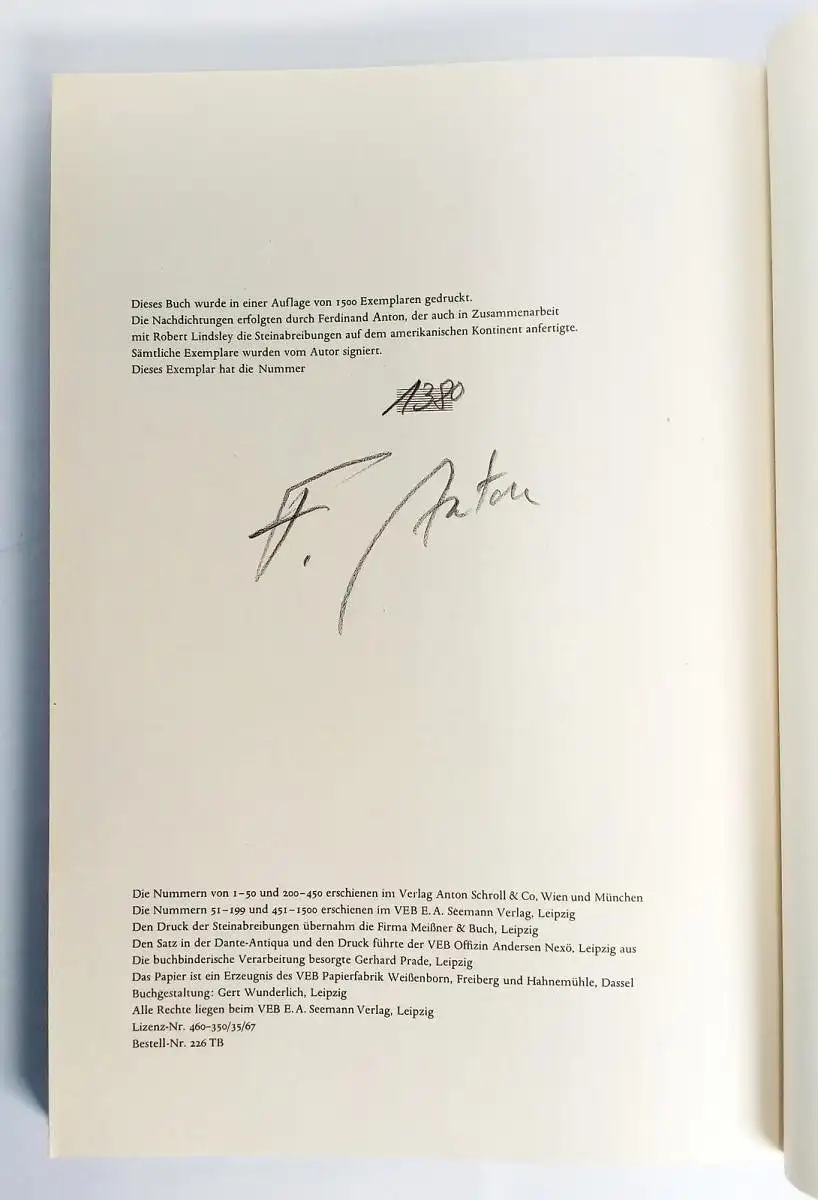 Dieses Buch wurde in einer Auflage von 1500 Exemplaren gedruckt.
Die Nachdichtungen erfolgten durch Ferdinand Anton, der auch in Zusammenarbeit
mit Robert Lindsley die Steinabreibungen auf dem amerikanischen Kontinent anfertigte.
Sämtliche Exemplare wurden vom Autor signiert.
Dieses Exemplar hat die Nummer
1380
F. Anton
Die Nummern von 1–50 und 200–450 erschienen im Verlag Anton Schroll & Co, Wien und München
Die Nummern 51–199 und 451–1500 erschienen im VEB E. A. Seemann Verlag, Leipzig
Den Druck der Steinabreibungen übernahm die Firma Meißner & Buch, Leipzig
Den Satz in der Dante-Antiqua und den Druck führte der VEB Offizin Andersen Nexö, Leipzig aus
Die buchbinderische Verarbeitung besorgte Gerhard Prade, Leipzig
Das Papier ist ein Erzeugnis des VEB Papierfabrik Weißenborn, Freiberg und Hahnemühle, Dassel
Buchgestaltung: Gert Wunderlich, Leipzig
Alle Rechte liegen beim VEB E. A. Seemann Verlag, Leipzig
Lizenz-Nr. 460–350/35/67
Bestell-Nr. 226 TB